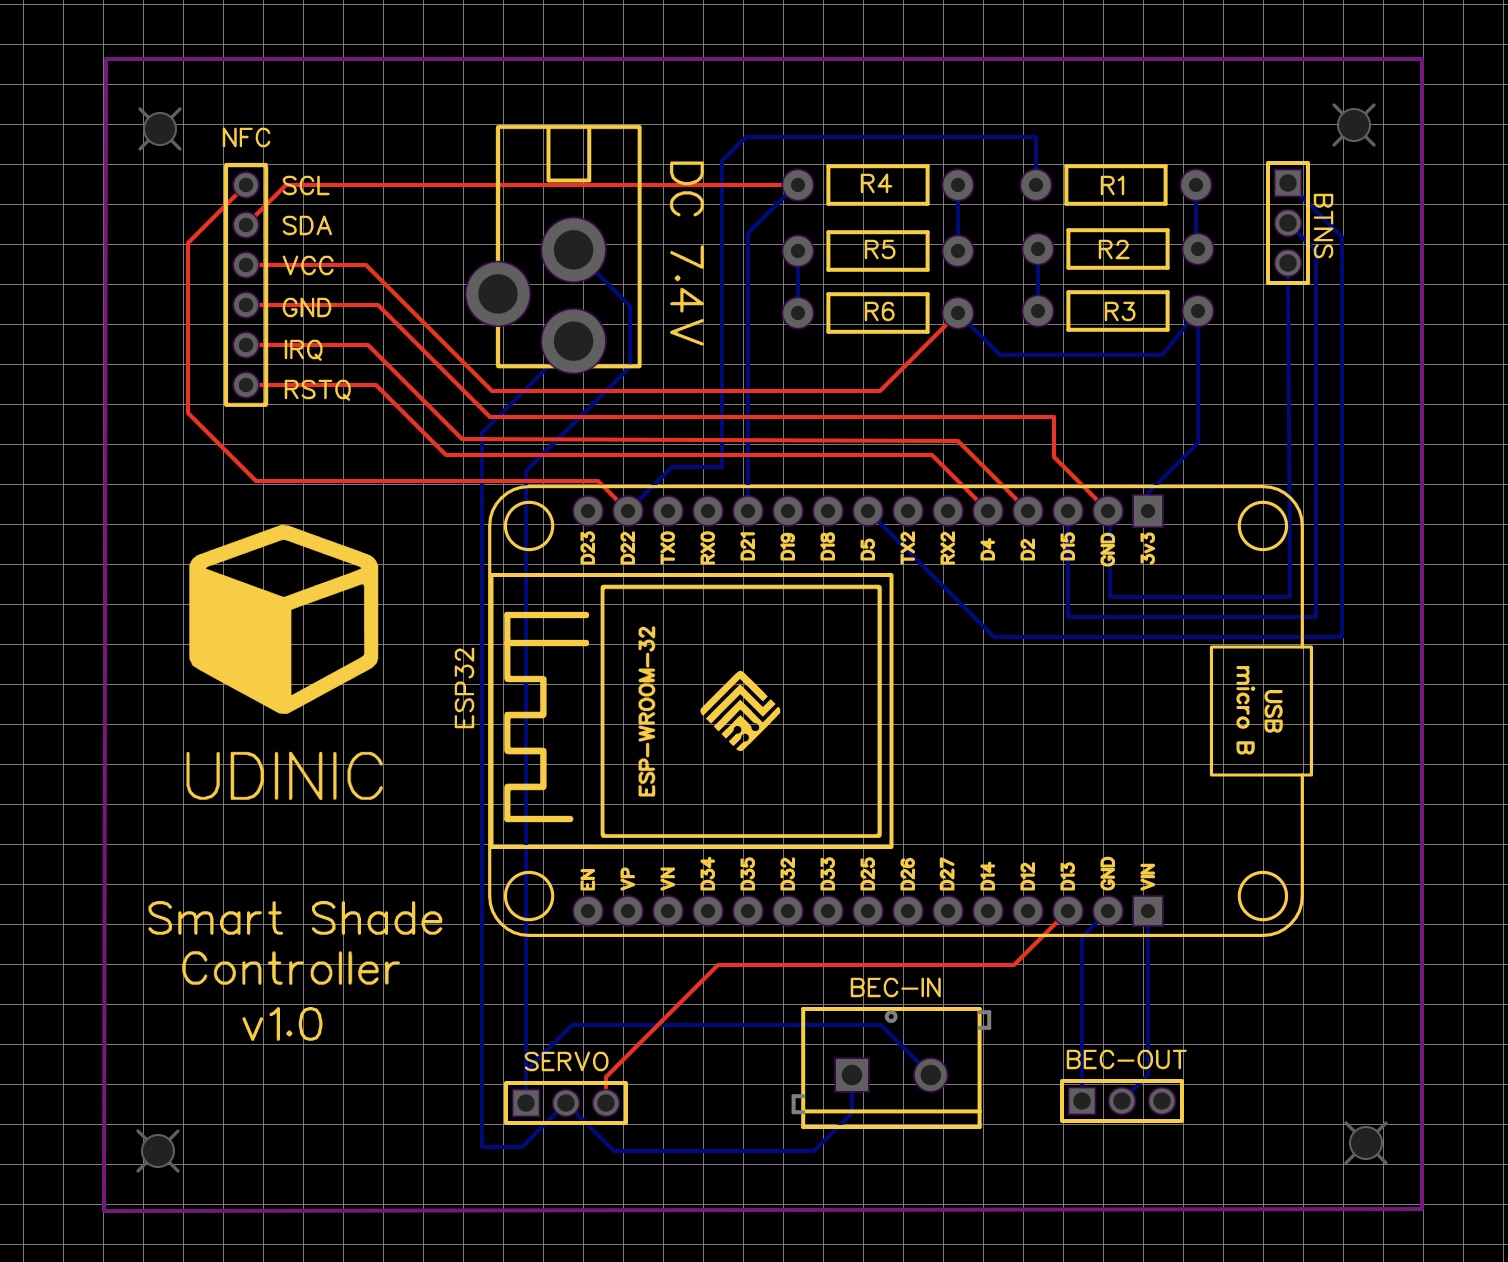 NFC
SCL
SDA
VCC
GND
IRQ
RSTQ
DC 7.4V
R4
R1
R5
R2
R6
R3
BTNS
D23
D22
TX0
RX0
D21
D19
D18
D5
TX2
RX2
D4
D2
D15
GND
3v3
UDINIC
Smart Shade
Controller
v1.0
ESP32
ESP-WROOM-32
USB
micro B
EN
VP
VN
D34
D35
D32
D33
D25
D26
D27
D14
D12
D13
GND
VIN
BEC-IN
SERVO
BEC-OUT